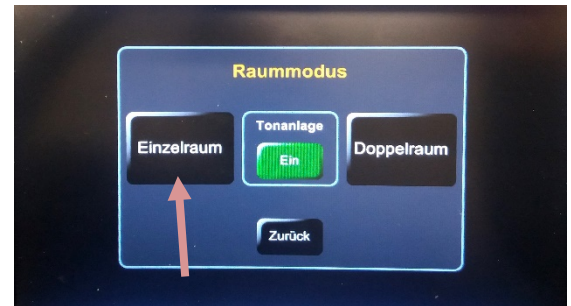 Raummodus
Einzelraum
Tonanlage
Ein
Doppelraum
Zurück